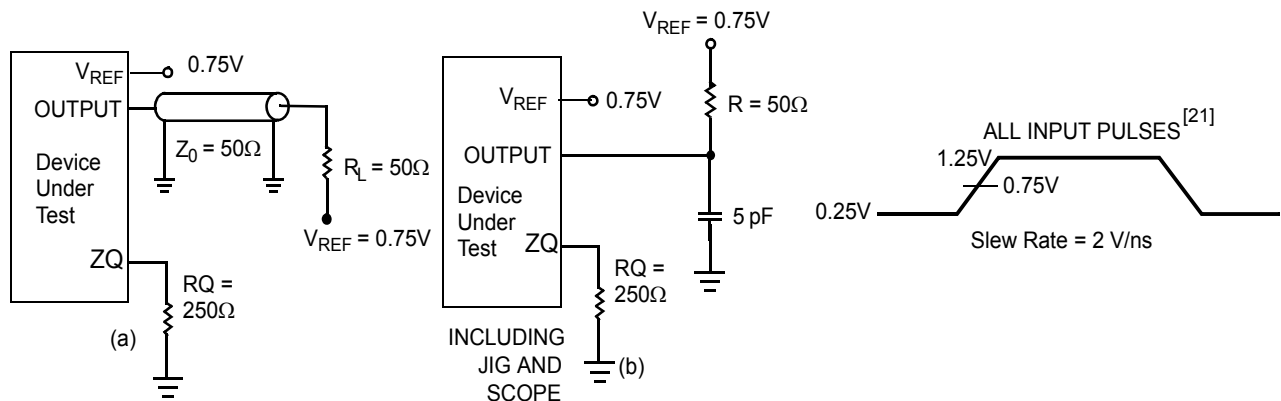 V_REF
0.75V
OUTPUT
Z₀ = 50Ω
Device
Under
Test
R_L = 50Ω
V_REF = 0.75V
ZQ
RQ =
250Ω
(a)
V_REF = 0.75V
V_REF
0.75V
R = 50Ω
OUTPUT
Device
Under
Test
5 pF
ZQ
RQ =
250Ω
INCLUDING
JIG AND
SCOPE
(b)
ALL INPUT PULSES[21]
1.25V
0.75V
0.25V
Slew Rate = 2 V/ns